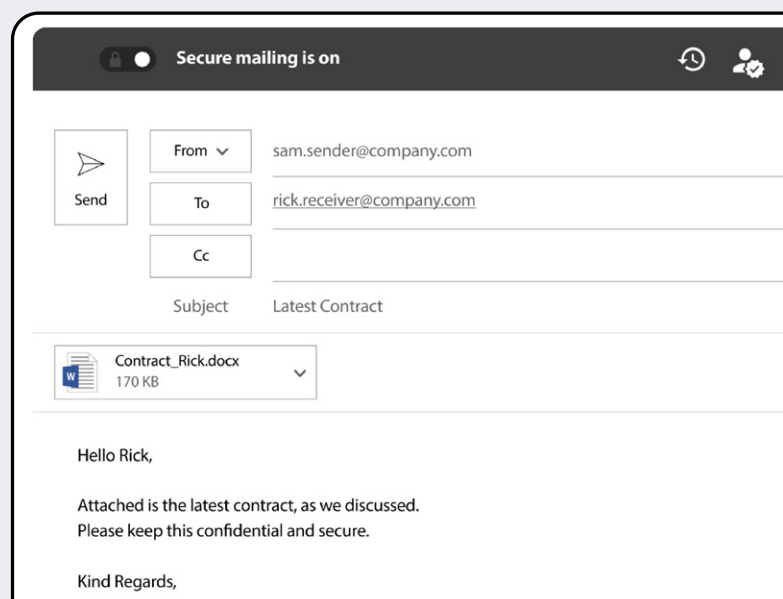 Secure mailing is on
Send
From
sam.sender@company.com
To
rick.receiver@company.com
Cc
Subject
Latest Contract
W
Contract_Rick.docx
170 KB
Hello Rick,
Attached is the latest contract, as we discussed.
Please keep this confidential and secure.
Kind Regards,